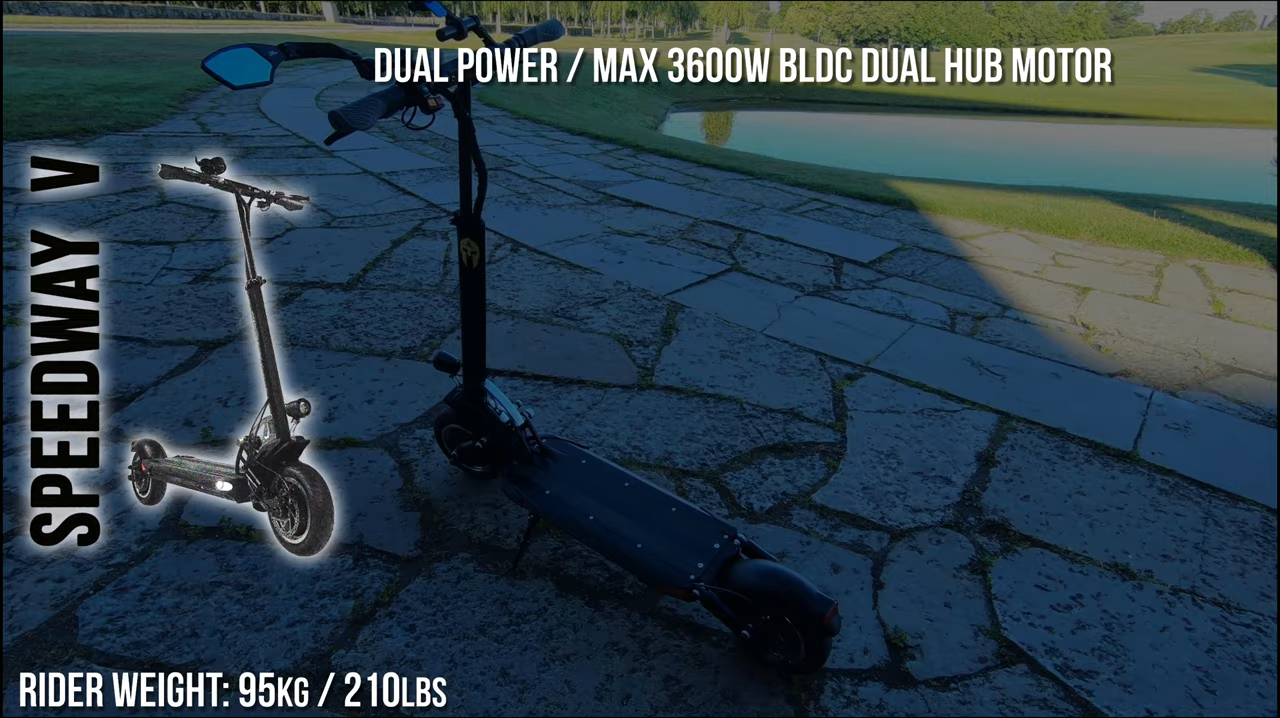 DUAL POWER / MAX 3600W BLDC DUAL HUB MOTOR
SPEEDWAY V
RIDER WEIGHT: 95KG / 210LBS